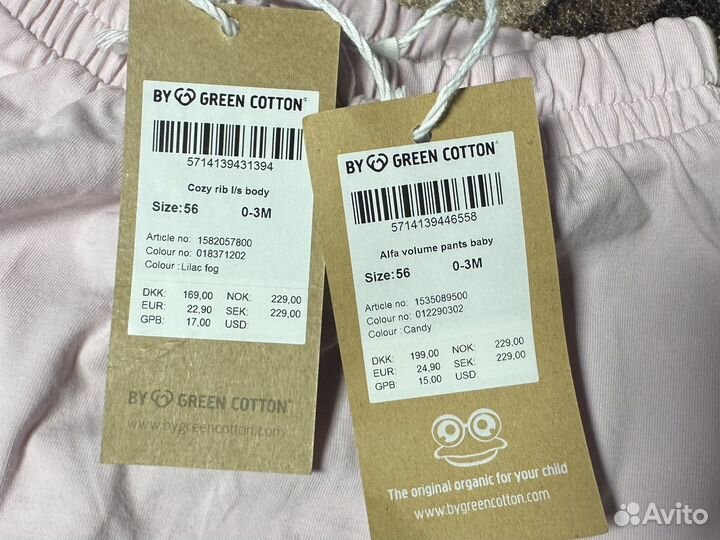 BY GREEN COTTON®
5714139431394
Cozy rib l/s body
Size:56 0-3M
Article no: 1582057800
Colour no: 018371202
Colour :Lilac fog
DKK: 169,00 NOK: 229,00
EUR: 22,90 SEK: 229,00
GPB: 17,00 USD:
BY GREEN COTTON®
www.bygreencotton.com
BY GREEN COTTON®
5714139446558
Alfa volume pants baby
Size:56 0-3M
Article no: 1535089500
Colour no: 012290302
Colour :Candy
DKK: 199,00 NOK: 229,00
EUR: 24,90 SEK: 229,00
GPB: 15,00 USD:
The original organic for your child
www.bygreencotton.com
Avito